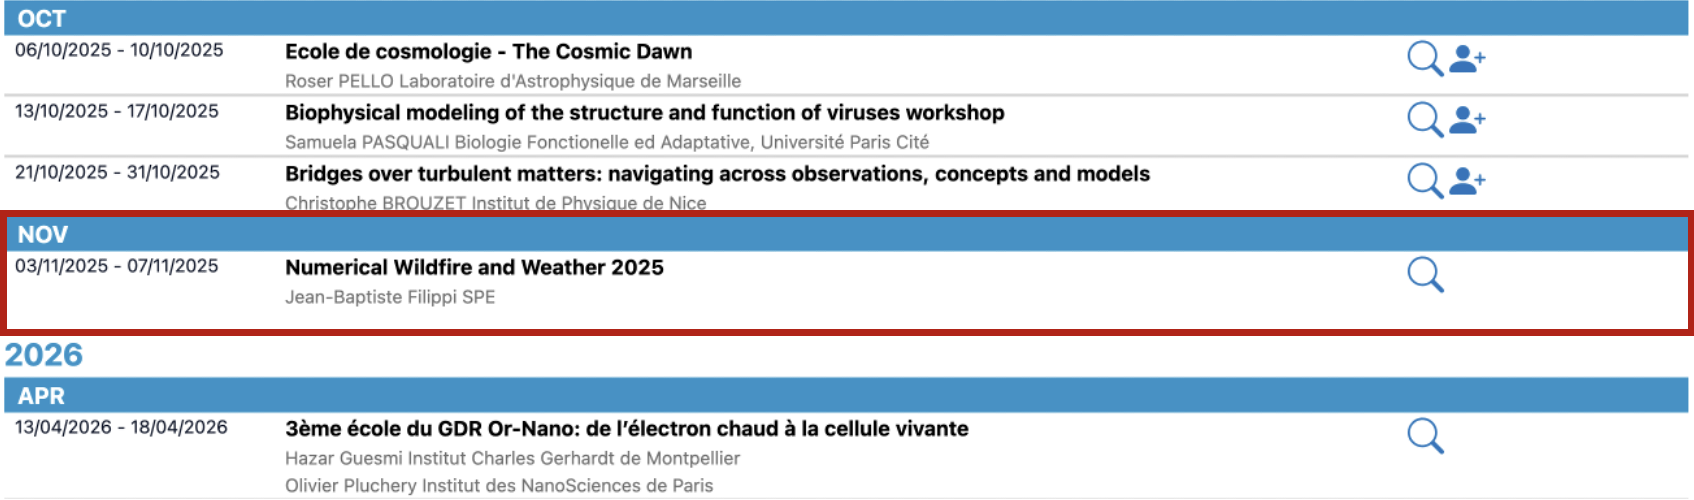 OCT
06/10/2025 - 10/10/2025 Ecole de cosmologie - The Cosmic Dawn
Roser PELLO Laboratoire d'Astrophysique de Marseille
13/10/2025 - 17/10/2025 Biophysical modeling of the structure and function of viruses workshop
Samuela PASQUALI Biologie Fonctionelle ed Adaptative, Université Paris Cité
21/10/2025 - 31/10/2025 Bridges over turbulent matters: navigating across observations, concepts and models
Christophe BROUZET Institut de Physique de Nice
NOV
03/11/2025 - 07/11/2025 Numerical Wildfire and Weather 2025
Jean-Baptiste Filippi SPE
2026
APR
13/04/2026 - 18/04/2026 3ème école du GDR Or-Nano: de l’électron chaud à la cellule vivante
Hazar Guesmi Institut Charles Gerhardt de Montpellier
Olivier Pluchery Institut des NanoSciences de Paris